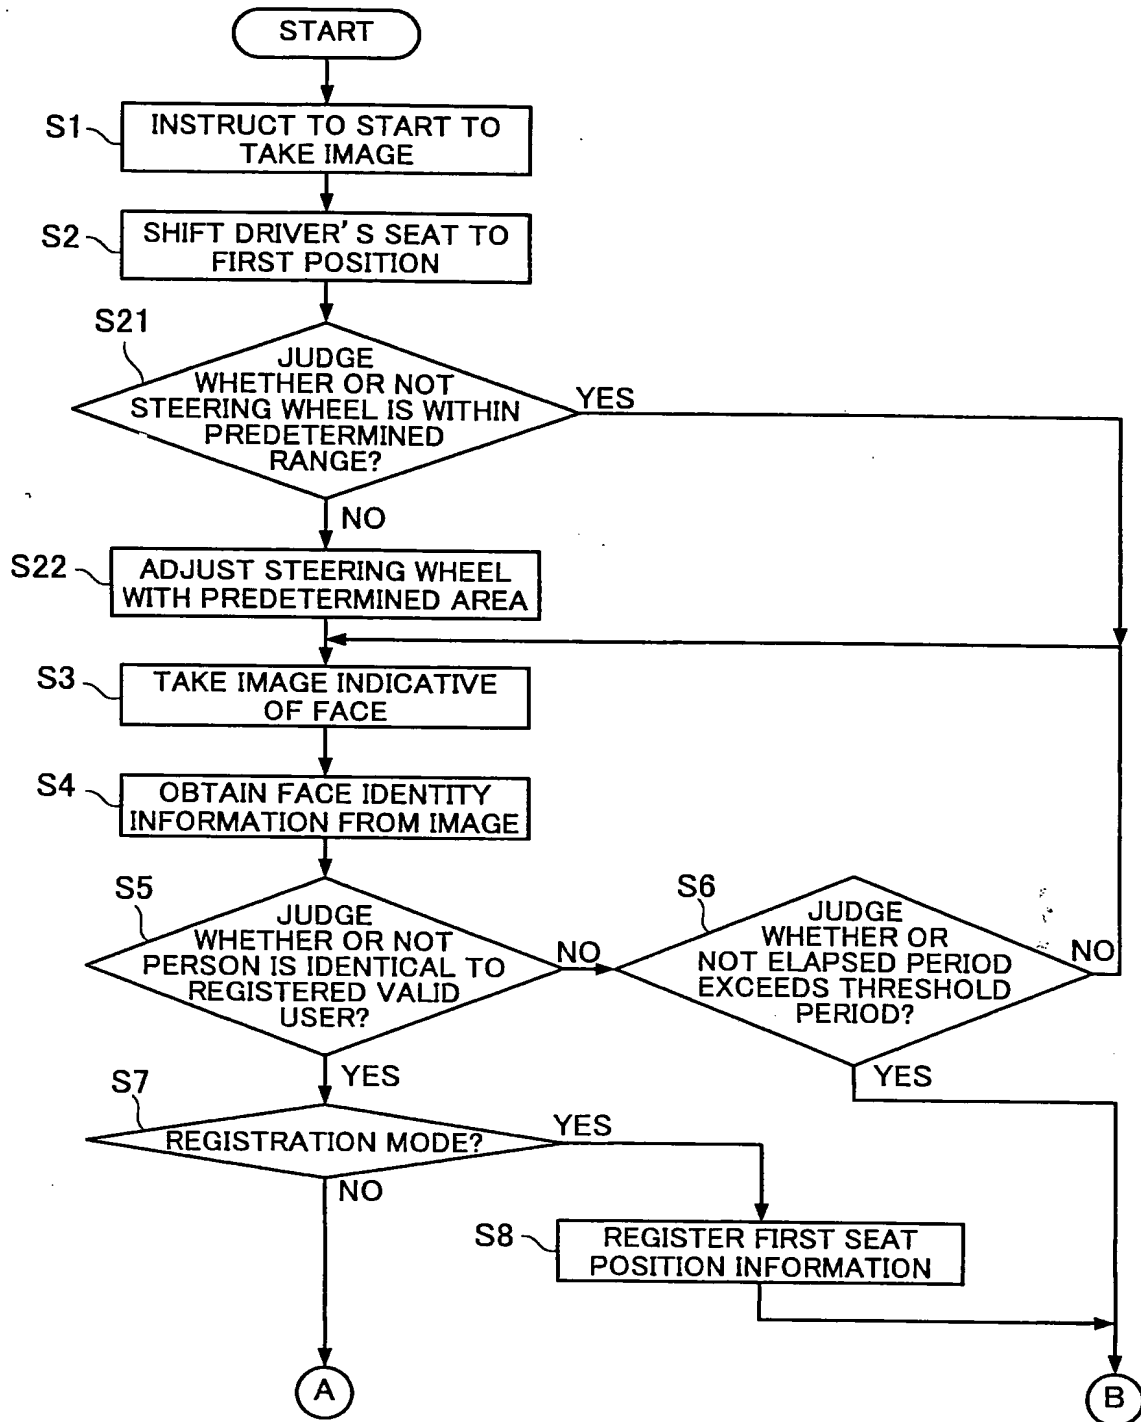 START
S1
INSTRUCT TO START TO
TAKE IMAGE
S2
SHIFT DRIVER'S SEAT TO
FIRST POSITION
S21
JUDGE
WHETHER OR NOT
STEERING WHEEL IS WITHIN
PREDETERMINED
RANGE?
YES
NO
S22
ADJUST STEERING WHEEL
WITH PREDETERMINED AREA
S3
TAKE IMAGE INDICATIVE
OF FACE
S4
OBTAIN FACE IDENTITY
INFORMATION FROM IMAGE
S5
JUDGE
WHETHER OR NOT
PERSON IS IDENTICAL TO
REGISTERED VALID
USER?
NO
YES
S6
JUDGE
WHETHER OR
NOT ELAPSED PERIOD
EXCEEDS THRESHOLD
PERIOD?
NO
YES
S7
REGISTRATION MODE?
YES
NO
S8
REGISTER FIRST SEAT
POSITION INFORMATION
A
B